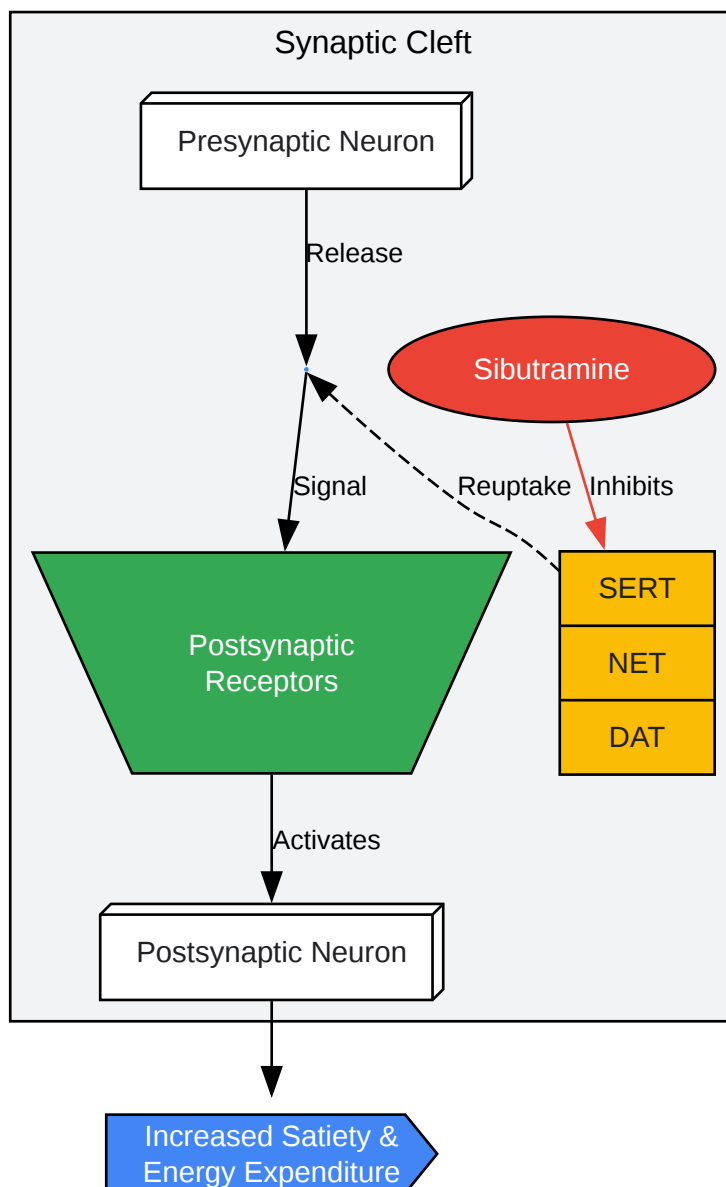 Synaptic Cleft
Presynaptic Neuron
Release
Sibutramine
Signal
Reuptake
Inhibits
SERT
NET
DAT
Postsynaptic
Receptors
Activates
Postsynaptic Neuron
Increased Satiety &
Energy Expenditure